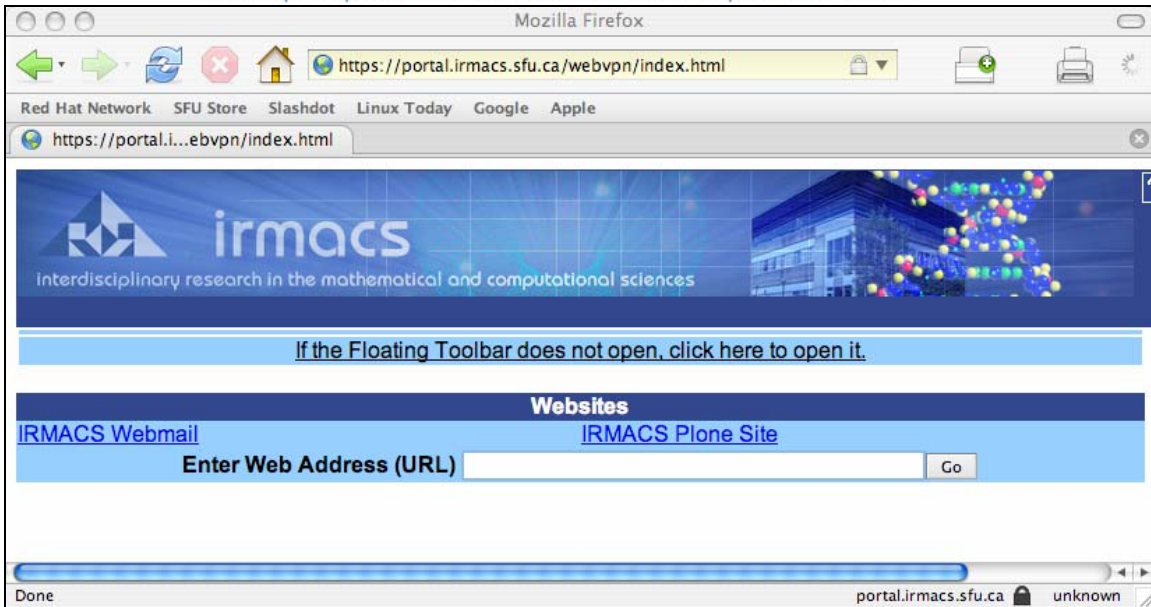 Mozilla Firefox
https://portal.irmacs.sfu.ca/webvpn/index.html
Red Hat Network SFU Store Slashdot Linux Today Google Apple
https://portal.i...ebvpn/index.html
irmacs
interdisciplinary research in the mathematical and computational sciences
If the Floating Toolbar does not open, click here to open it.
Websites
IRMACS Webmail IRMACS Plone Site
Enter Web Address (URL) Go
Done portal.irmacs.sfu.ca unknown